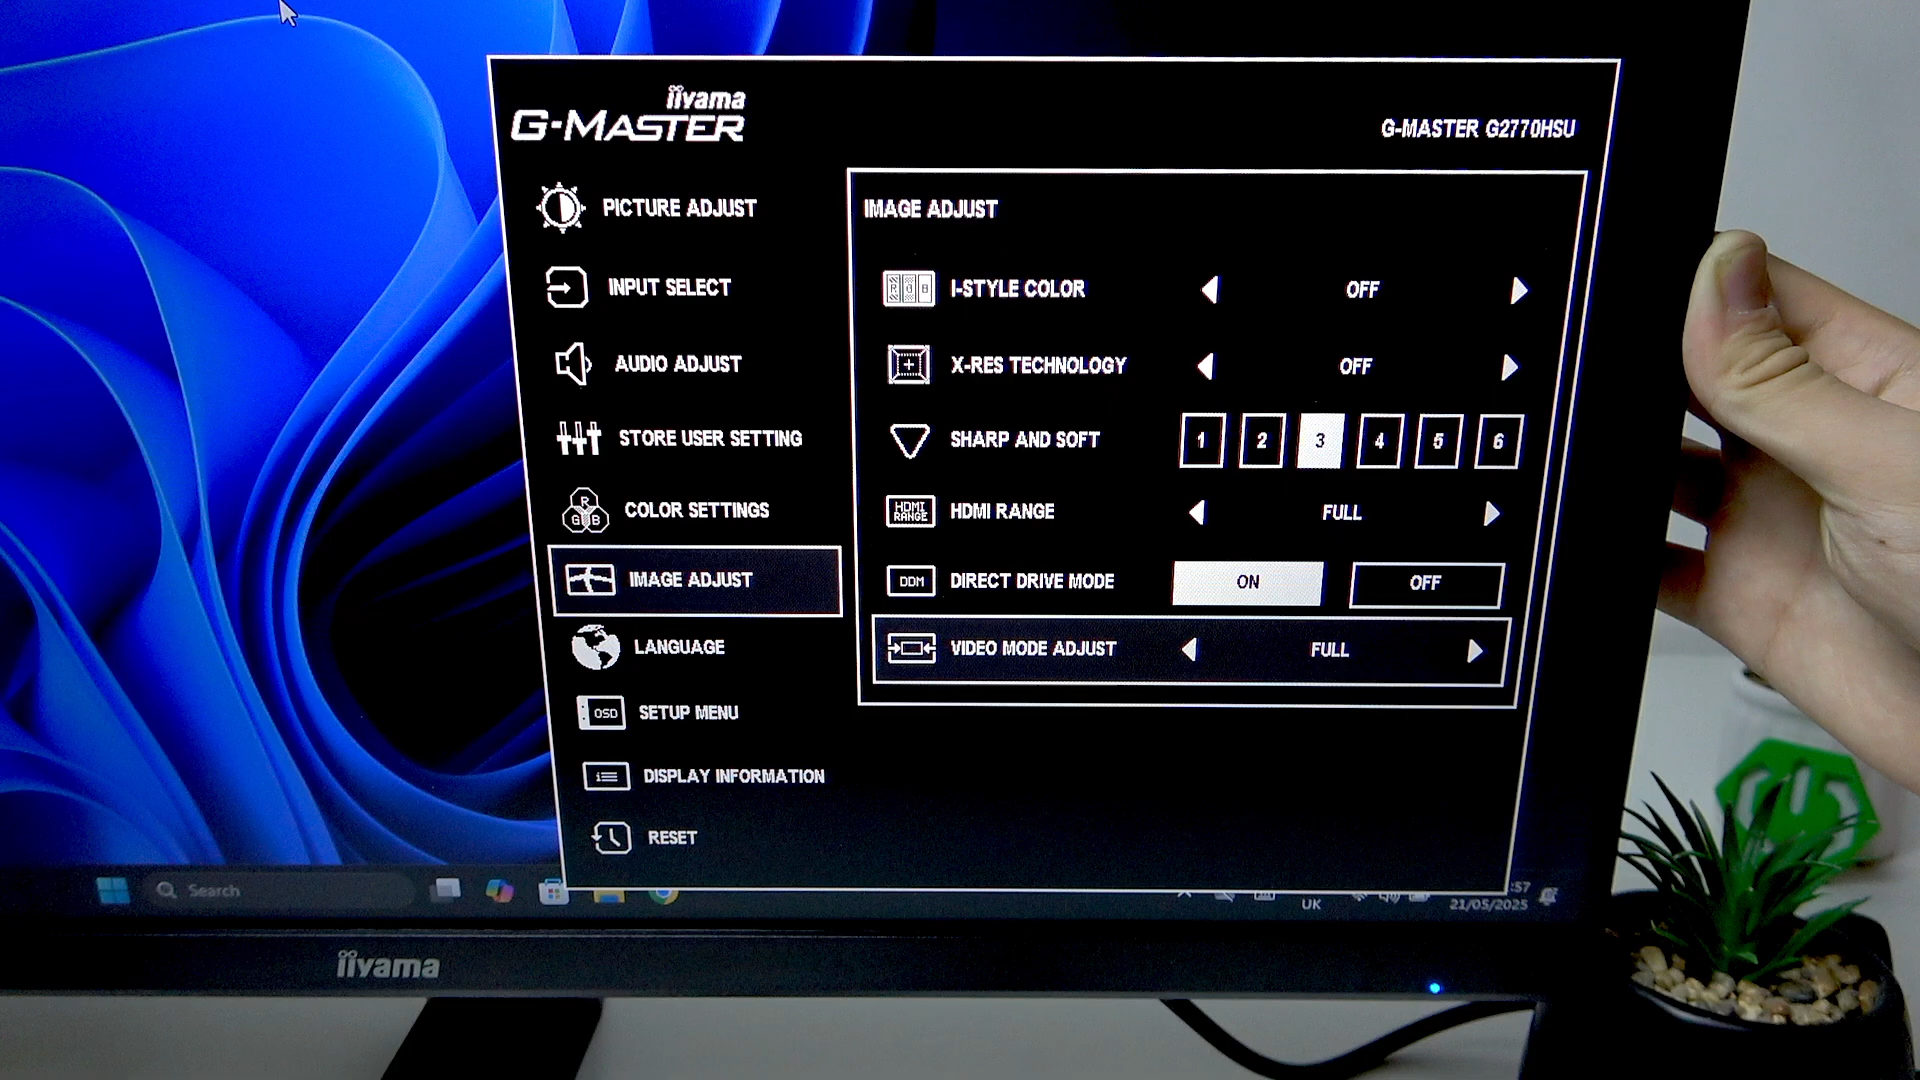 iiyama
G-MASTER
G-MASTER G2770HSU
PICTURE ADJUST
INPUT SELECT
AUDIO ADJUST
STORE USER SETTING
R
G B
COLOR SETTINGS
IMAGE ADJUST
LANGUAGE
OSD SETUP MENU
DISPLAY INFORMATION
RESET
IMAGE ADJUST
R G B I-STYLE COLOR OFF
X-RES TECHNOLOGY OFF
SHARP AND SOFT 1 2 3 4 5 6
HDMI RANGE HDMI RANGE FULL
DDM DIRECT DRIVE MODE ON OFF
VIDEO MODE ADJUST FULL
Search
UK
:57
21/05/2025
iiyama